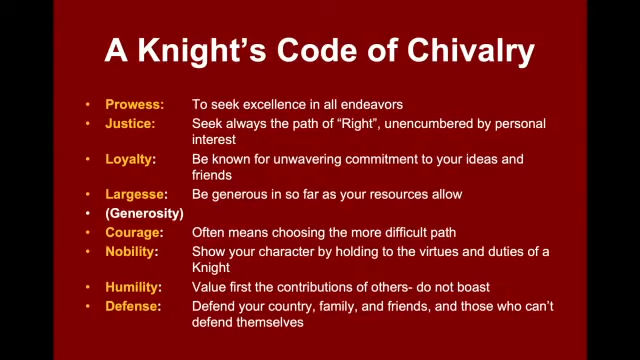 A Knight's Code of Chivalry
• Prowess: To seek excellence in all endeavors
• Justice: Seek always the path of "Right", unencumbered by personal
interest
• Loyalty: Be known for unwavering commitment to your ideas and
friends
• Largesse: Be generous in so far as your resources allow
• (Generosity)
• Courage: Often means choosing the more difficult path
• Nobility: Show your character by holding to the virtues and duties of a
Knight
• Humility: Value first the contributions of others- do not boast
• Defense: Defend your country, family, and friends, and those who can't
defend themselves